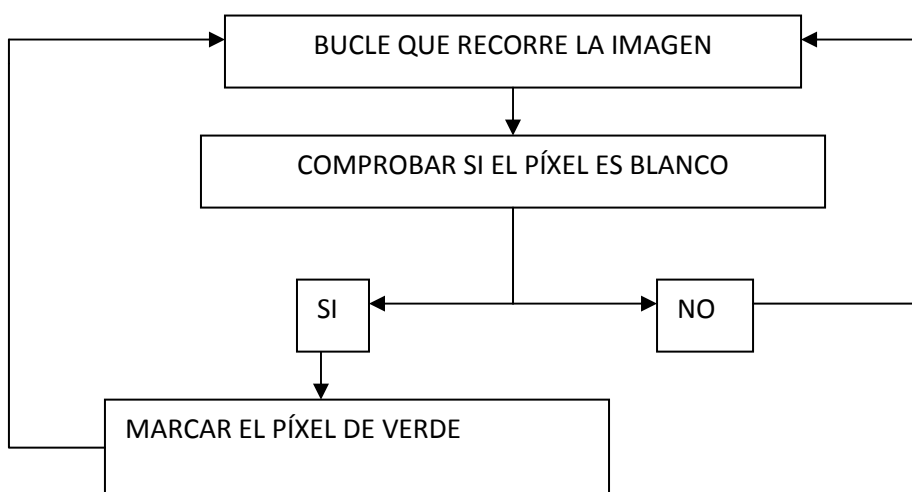 BUCLE QUE RECORRE LA IMAGEN
COMPROBAR SI EL PÍXEL ES BLANCO
SI
NO
MARCAR EL PÍXEL DE VERDE